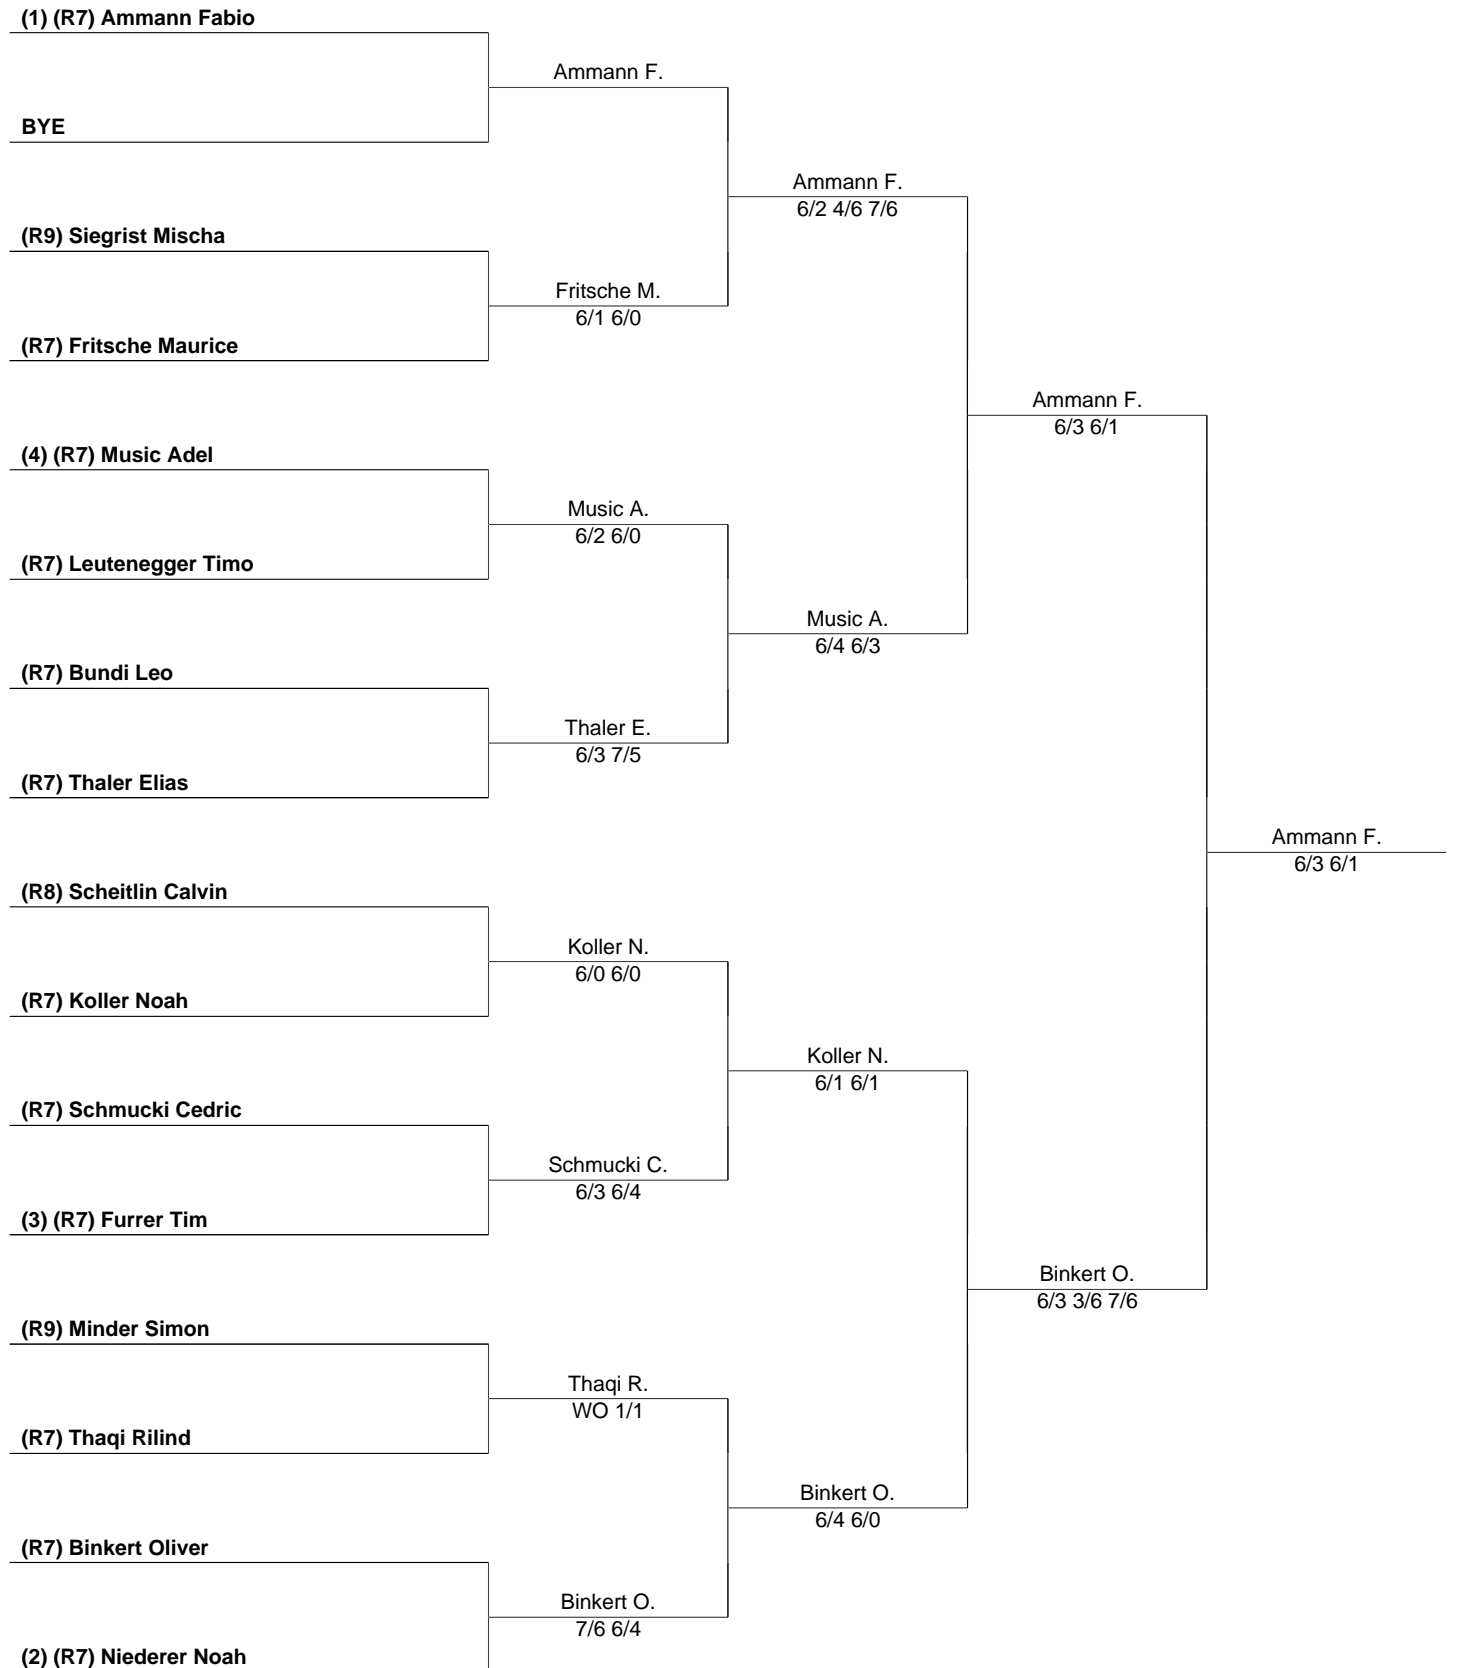 (1) (R7) Ammann Fabio
Ammann F.
BYE
Ammann F.
6/2 4/6 7/6
(R9) Siegrist Mischa
Fritsche M.
6/1 6/0
(R7) Fritsche Maurice
Ammann F.
6/3 6/1
(4) (R7) Music Adel
Music A.
6/2 6/0
(R7) Leutenegger Timo
Music A.
6/4 6/3
(R7) Bundi Leo
Thaler E.
6/3 7/5
(R7) Thaler Elias
Ammann F.
6/3 6/1
(R8) Scheitlin Calvin
Koller N.
6/0 6/0
(R7) Koller Noah
Koller N.
6/1 6/1
(R7) Schmucki Cedric
Schmucki C.
6/3 6/4
(3) (R7) Furrer Tim
Binkert O.
6/3 3/6 7/6
(R9) Minder Simon
Thaqi R.
WO 1/1
(R7) Thaqi Rilind
Binkert O.
6/4 6/0
(R7) Binkert Oliver
Binkert O.
7/6 6/4
(2) (R7) Niederer Noah